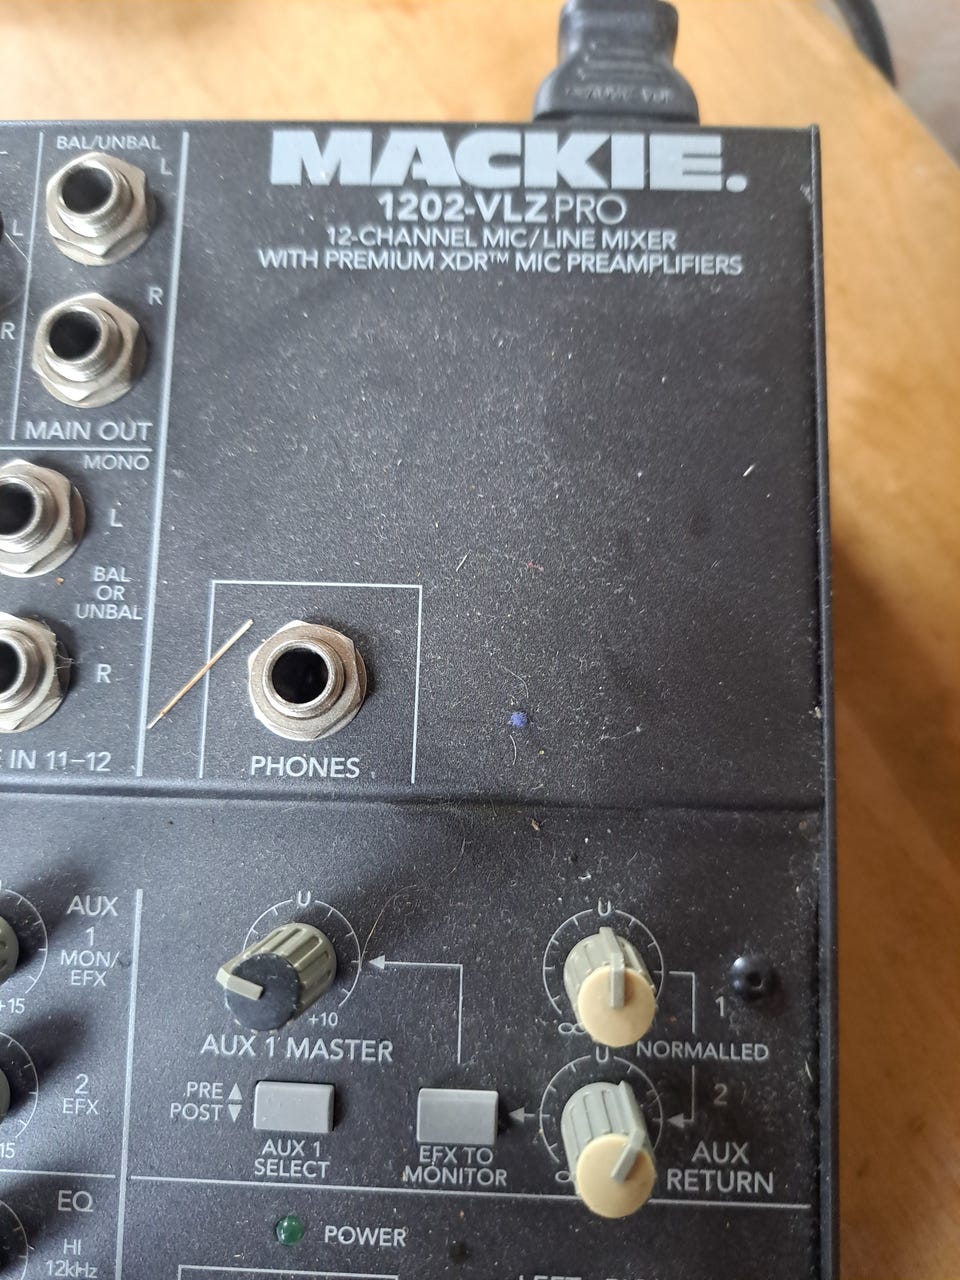 BAL/UNBAL
L
MACKIE.
1202-VLZ PRO
12-CHANNEL MIC/LINE MIXER
WITH PREMIUM XDR™ MIC PREAMPLIFIERS
L
R
R
MAIN OUT
MONO
L
BAL
OR
UNBAL
R
IN 11-12
PHONES
AUX
1
MON/
EFX
+15
U
+10
AUX 1 MASTER
U
∞
1
NORMALLED
U
2
∞
AUX
RETURN
2
EFX
15
PRE
POST
AUX 1
SELECT
EFX TO
MONITOR
EQ
HI
12kHz
POWER